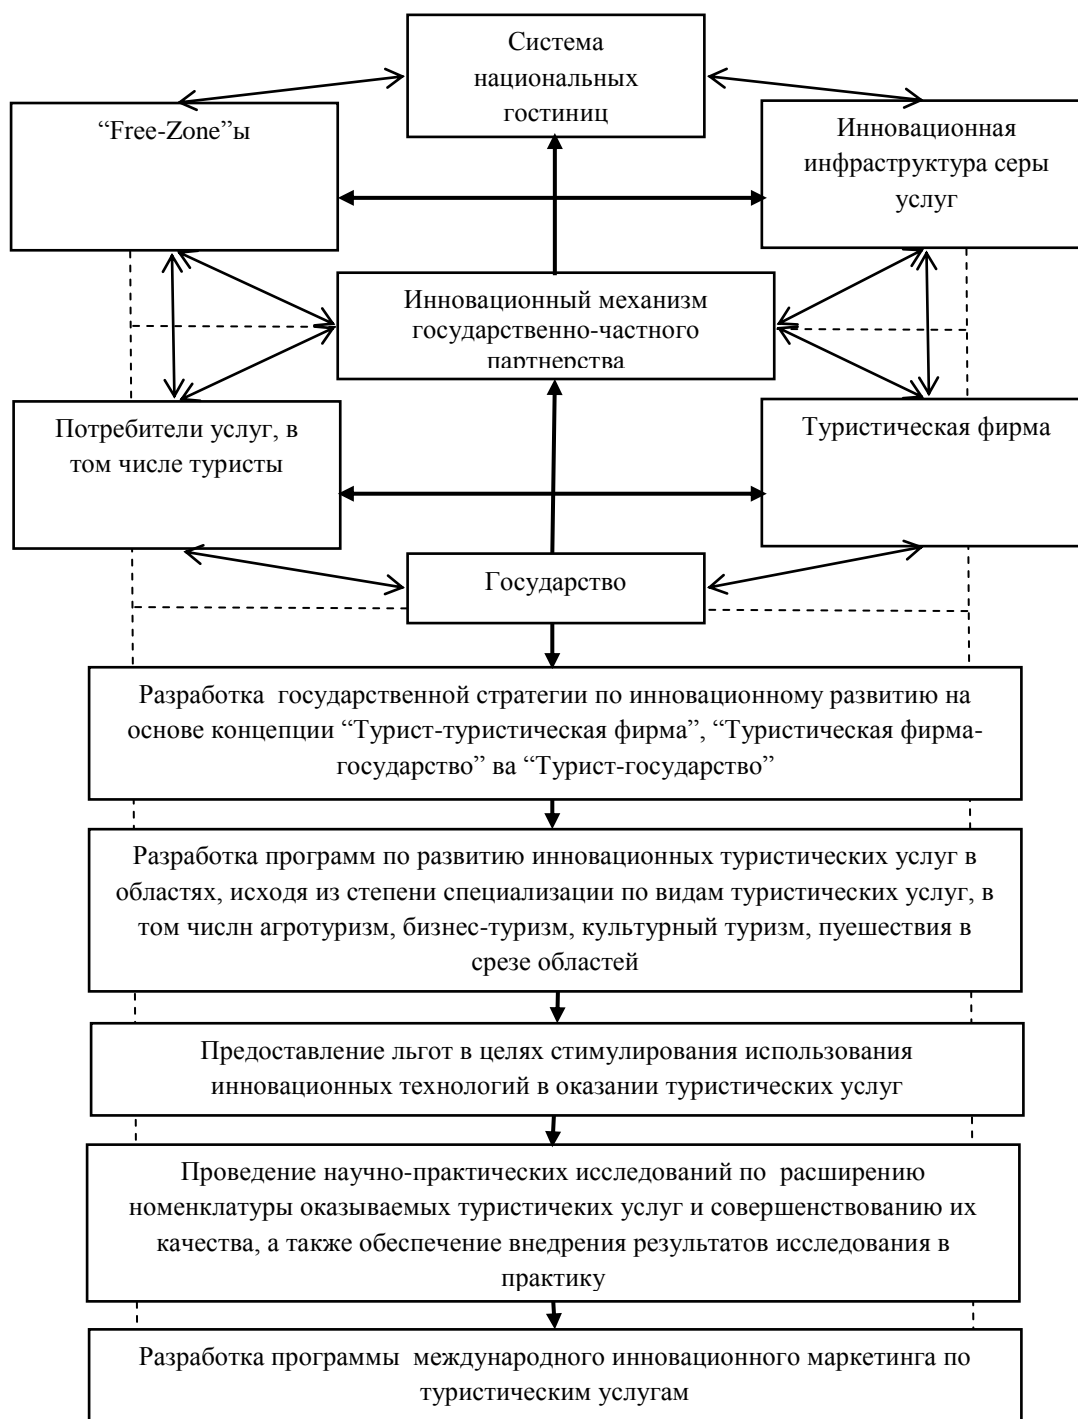 Система
национальных
гостиниц
“Free-Zone”ы
Инновационная
инфраструктура серы
услуг
Инновационный механизм
государственно-частного
партнерства
Потребители услуг, в
том числе туристы
Туристическая фирма
Государство
Разработка государственной стратегии по инновационному развитию на
основе концепции “Турист-туристическая фирма”, “Туристическая фирма-
государство” ва “Турист-государство”
Разработка программ по развитию инновационных туристических услуг в
областях, исходя из степени специализации по видам туристических услуг, в
том числн агротуризм, бизнес-туризм, культурный туризм, пуешествия в
срезе областей
Предоставление льгот в целях стимулирования использования
инновационных технологий в оказании туристических услуг
Проведение научно-практических исследований по расширению
номенклатуры оказываемых туристичеких услуг и совершенствованию их
качества, а также обеспечение внедрения результатов исследования в
практику
Разработка программы международного инновационного маркетинга по
туристическим услугам